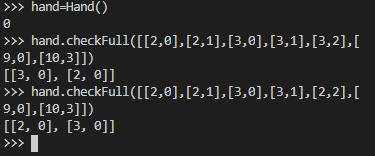 >>> hand=Hand()
0
>>> hand.checkFull([[2,0],[2,1],[3,0],[3,1],[3,2],[
9,0],[10,3]])
[[3, 0], [2, 0]]
>>> hand.checkFull([[2,0],[2,1],[3,0],[3,1],[2,2],[
9,0],[10,3]])
[[2, 0], [3, 0]]
>>>